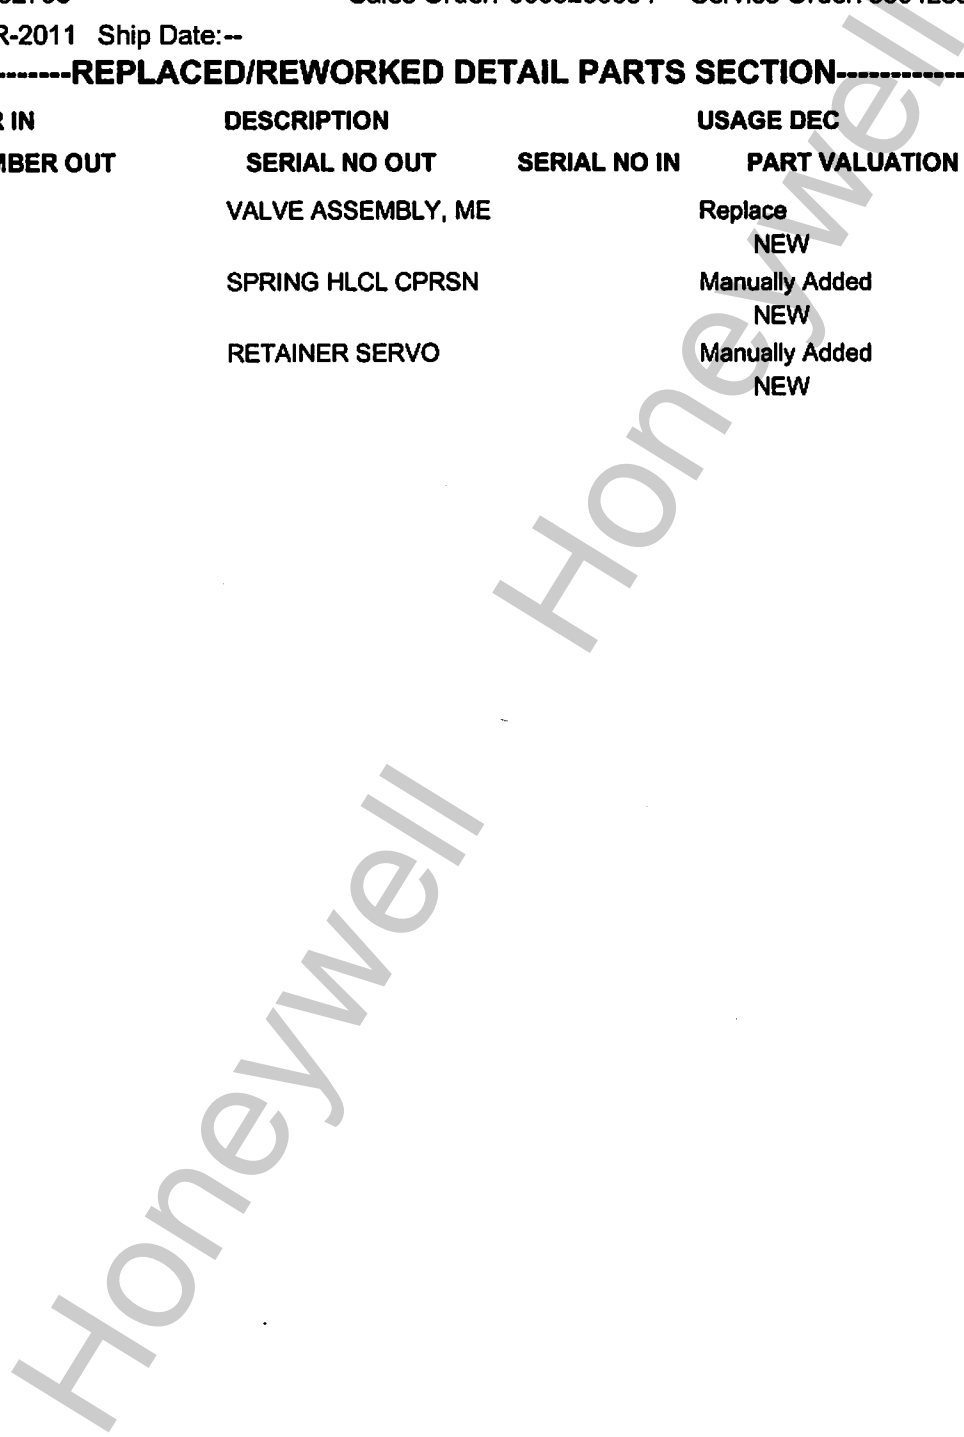 R-2011 Ship Date:--
-------REPLACED/REWORKED DETAIL PARTS SECTION------------
IN DESCRIPTION USAGE DEC
OUT SERIAL NO OUT SERIAL NO IN PART VALUATION
VALVE ASSEMBLY, ME Replace
NEW
SPRING HLCL CPRSN Manually Added
NEW
RETAINER SERVO Manually Added
NEW
Honeywell
Honeywell